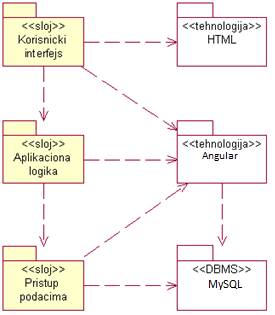 <<sloj>>
Korisnicki
interfejs
<<tehnologija>>
HTML
<<sloj>>
Aplikaciona
logika
<<tehnologija>>
Angular
<<sloj>>
Pristup
podacima
<<DBMS>>
MySQL